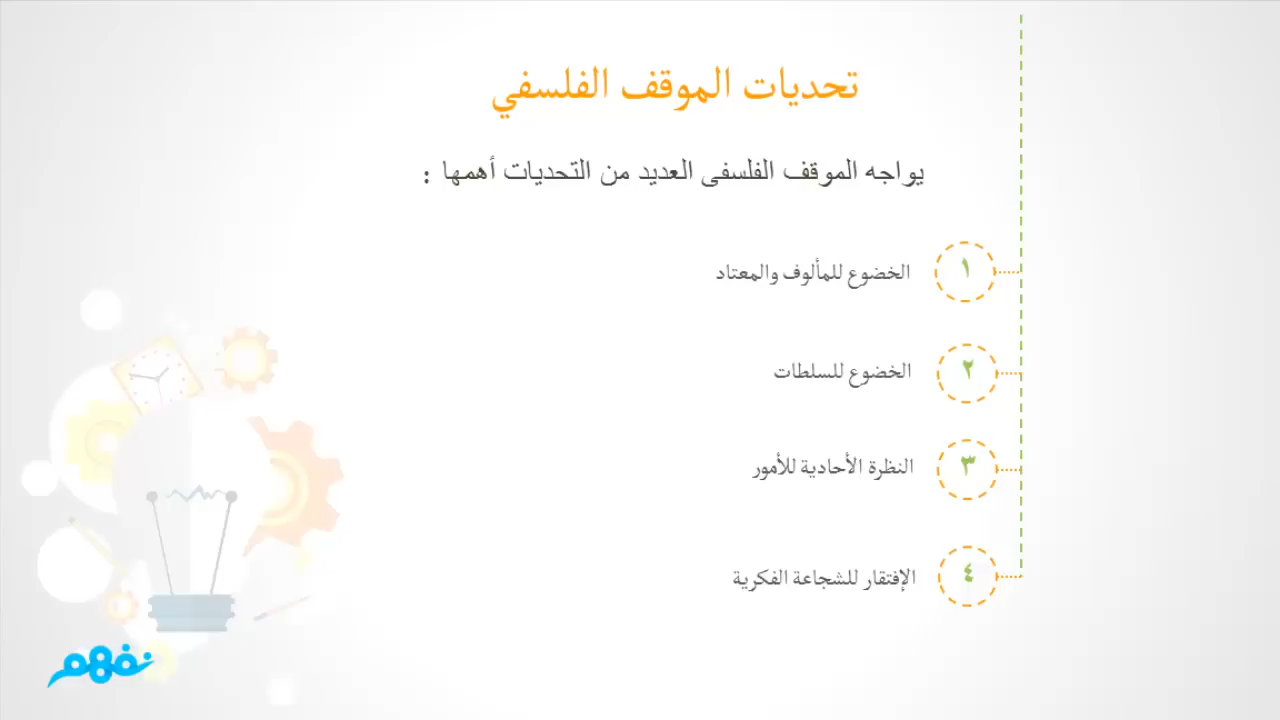 تحديات الموقف الفلسفي
يواجه الموقف الفلسفى العديد من التحديات أهمها :
١ الخضوع للمألوف والمعتاد
٢ الخضوع للسلطات
٣ النظرة الأحادية للأمور
٤ الإفتقار للشجاعة الفكرية
نفهم